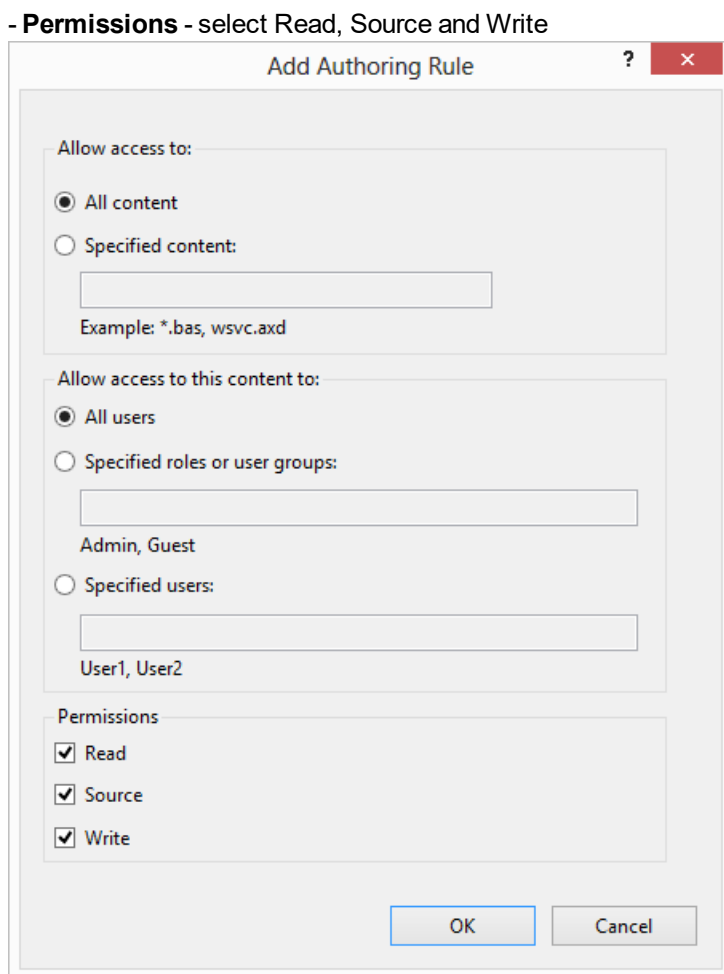 - Permissions - select Read, Source and Write
Add Authoring Rule
?
×
Allow access to:
All content
Specified content:
Example: *.bas, wsvc.axd
Allow access to this content to:
All users
Specified roles or user groups:
Admin, Guest
Specified users:
User1, User2
Permissions
Read
Source
Write
OK Cancel